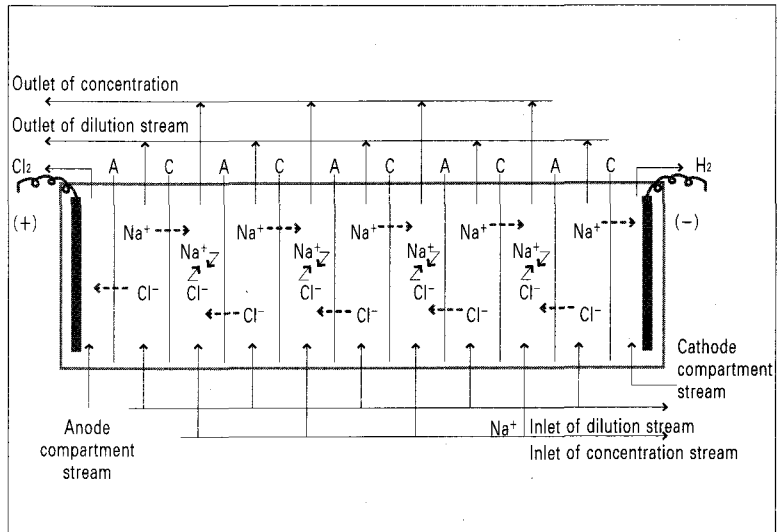 Outlet of concentration
Outlet of dilution stream
Cl₂ A C A C A C A C A C H₂
(+) (-)
Na⁺ Na⁺ Na⁺ Na⁺ Na⁺
Na⁺ Na⁺ Na⁺ Na⁺
Cl⁻ Cl⁻ Cl⁻ Cl⁻ Cl⁻
Cl⁻ Cl⁻ Cl⁻ Cl⁻
Cathode
compartment
stream
Anode
compartment
stream
Na⁺ Inlet of dilution stream
Inlet of concentration stream